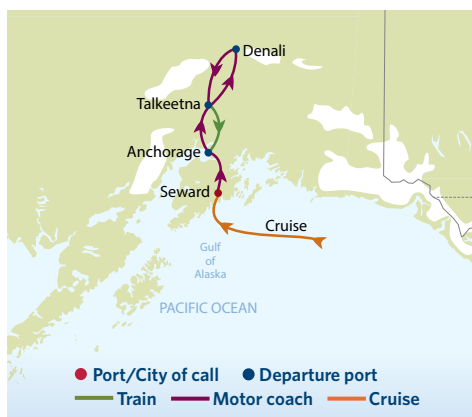 Denali
Talkeetna
Anchorage
Seward
Cruise
Gulf
of
Alaska
PACIFIC OCEAN
Port/City of call Departure port
Train Motor coach Cruise